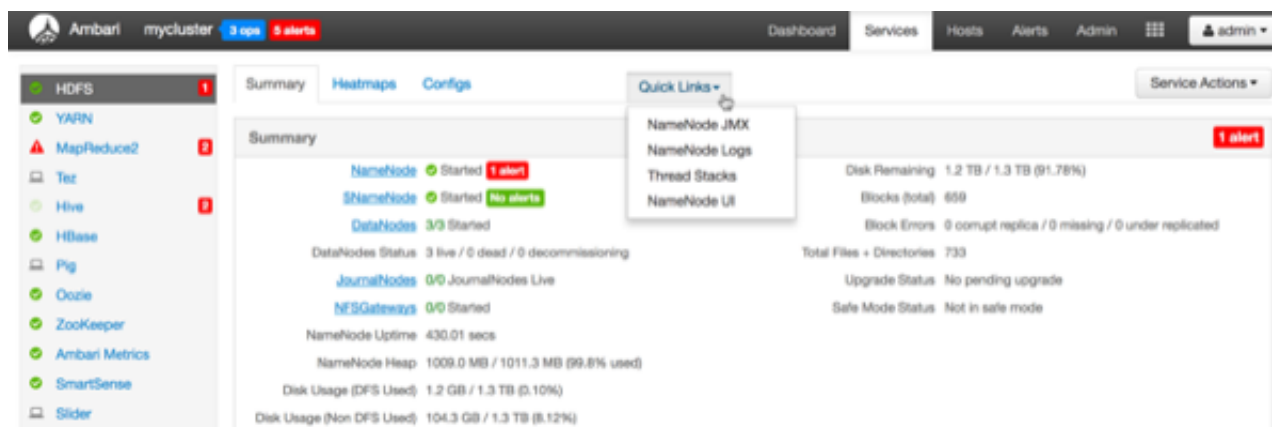 Ambari mycluster 3 ops 5 alerts Dashboard Services Hosts Alerts Admin admin
HDFS 1
YARN
MapReduce2 2
Tez
Hive 2
HBase
Pig
Oozie
ZooKeeper
Ambari Metrics
SmartSense
Slider
Summary Heatmaps Configs Quick Links Service Actions
NameNode JMX
NameNode Logs
Thread Stacks
NameNode UI
Summary 1 alert
NameNode Started 1 alert
SNameNode Started No alerts
DataNodes 3/3 Started
DataNodes Status 3 live / 0 dead / 0 decommissioning
JournalNodes 0/0 JournalNodes Live
NFSGateways 0/0 Started
NameNode Uptime 430.01 secs
NameNode Heap 1009.0 MB / 1011.3 MB (99.8% used)
Disk Usage (DFS Used) 1.2 GB / 1.3 TB (0.10%)
Disk Usage (Non DFS Used) 104.3 GB / 1.3 TB (8.12%)
Disk Remaining 1.2 TB / 1.3 TB (91.78%)
Blocks (total) 659
Block Errors 0 corrupt replica / 0 missing / 0 under replicated
Total Files + Directories 733
Upgrade Status No pending upgrade
Safe Mode Status Not in safe mode